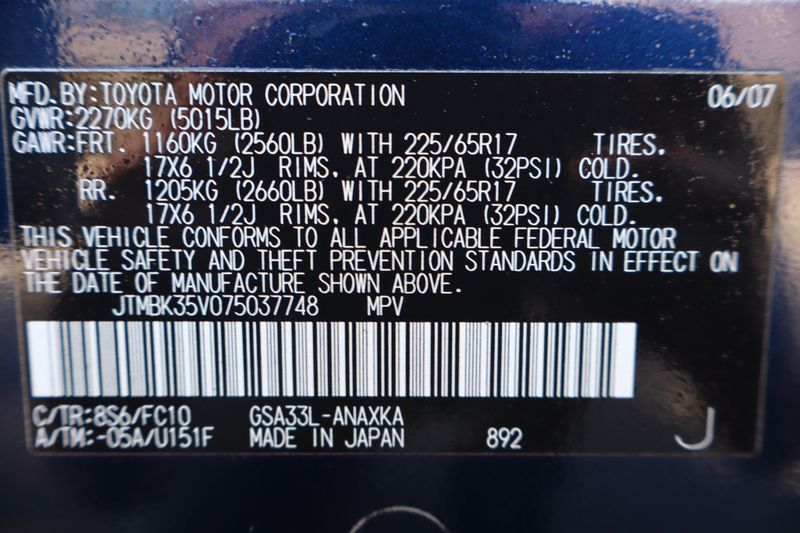 MFD.BY:TOYOTA MOTOR CORPORATION 06/07
GVWR:2270KG (5015LB)
GAWR:FRT. 1160KG (2560LB) WITH 225/65R17 TIRES.
17X6 1/2J RIMS. AT 220KPA (32PSI) COLD.
RR. 1205KG (2660LB) WITH 225/65R17 TIRES.
17X6 1/2J RIMS. AT 220KPA (32PSI) COLD.
THIS VEHICLE CONFORMS TO ALL APPLICABLE FEDERAL MOTOR
VEHICLE SAFETY AND THEFT PREVENTION STANDARDS IN EFFECT ON
THE DATE OF MANUFACTURE SHOWN ABOVE.
JTMBK35V075037748 MPV
C/TR:8S6/FC10 GSA33L-ANAXKA
A/TM:-05A/U151F MADE IN JAPAN 892 J